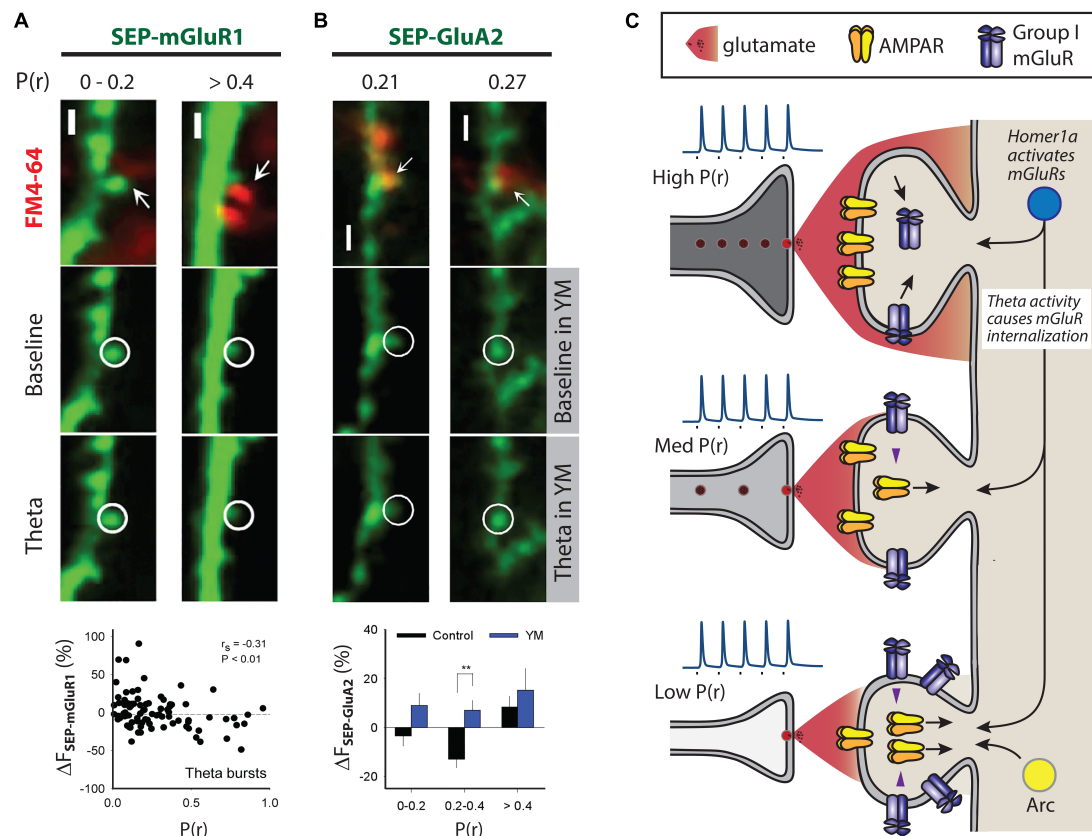 A
SEP-mGluR1
P(r)
0 - 0.2
> 0.4
FM4-64
Baseline
Theta
ΔF SEP-mGluR1 (%)
100
50
0
-50
-100
rs = -0.31
P < 0.01
Theta bursts
0.0
0.5
1.0
P(r)
B
SEP-GluA2
0.21
0.27
Baseline in YM
Theta in YM
ΔF SEP-GluA2 (%)
40
20
0
-20
Control
YM
**
0-0.2
0.2-0.4
> 0.4
P(r)
C
glutamate
AMPAR
Group I
mGluR
High P(r)
Homer1a
activates
mGluRs
Theta activity
causes mGluR
internalization
Med P(r)
Low P(r)
Arc